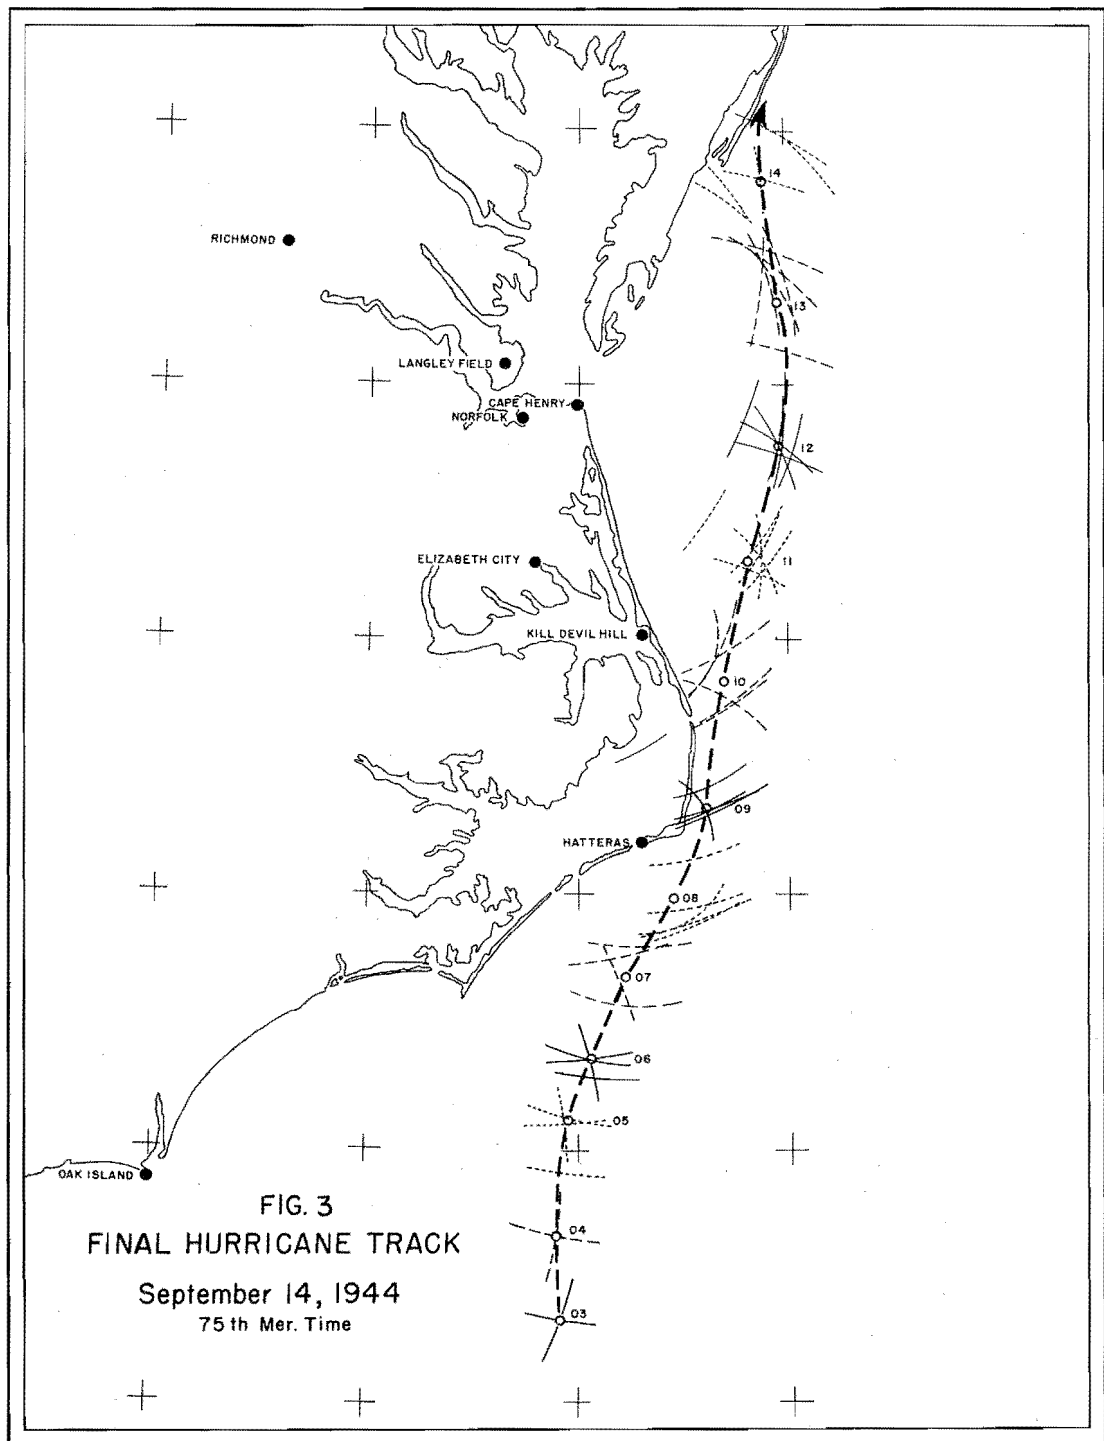 14
RICHMOND
13
LANGLEY FIELD
CAPE HENRY
NORFOLK
12
ELIZABETH CITY
11
KILL DEVIL HILL
10
09
HATTERAS
08
07
06
05
OAK ISLAND
FIG. 3
04
FINAL HURRICANE TRACK
September 14, 1944
03
75th Mer. Time